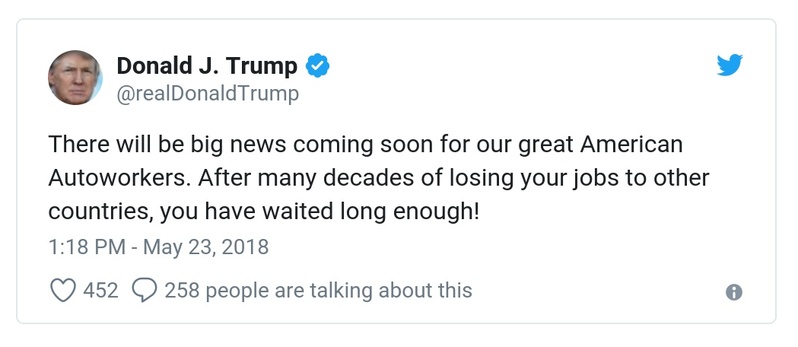 Donald J. Trump
@realDonaldTrump
There will be big news coming soon for our great American
Autoworkers. After many decades of losing your jobs to other
countries, you have waited long enough!
1:18 PM - May 23, 2018
452 258 people are talking about this